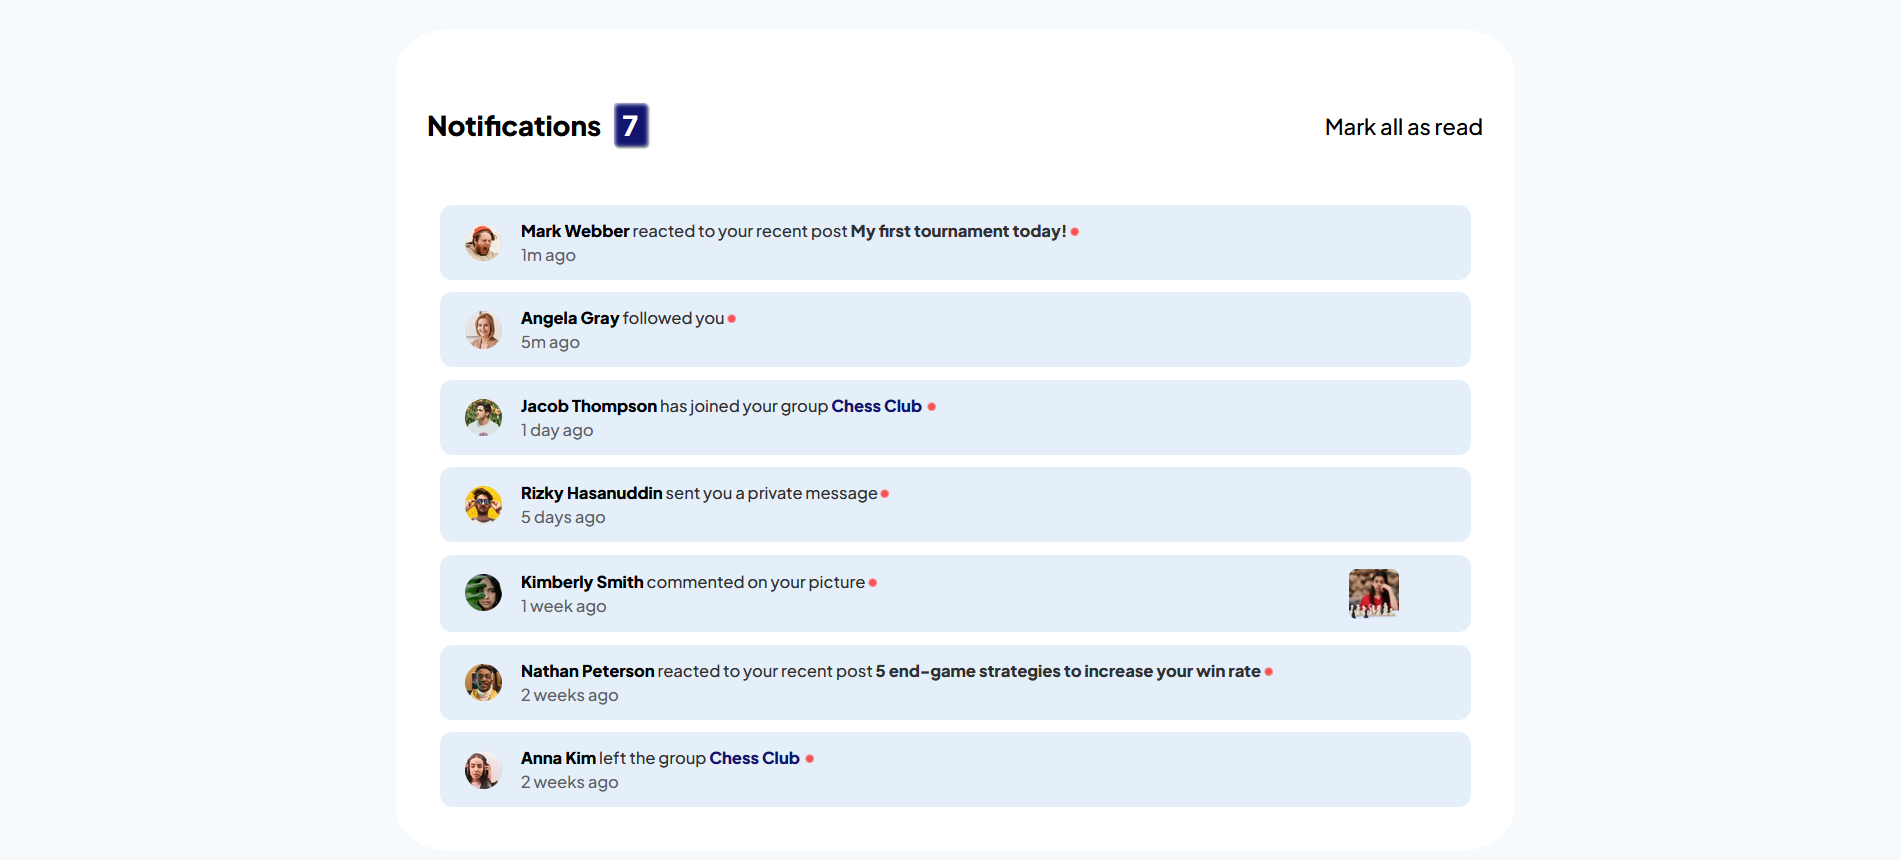 Notifications 7
Mark all as read
Mark Webber reacted to your recent post My first tournament today!
1m ago
Angela Gray followed you
5m ago
Jacob Thompson has joined your group Chess Club
1 day ago
Rizky Hasanuddin sent you a private message
5 days ago
Kimberly Smith commented on your picture
1 week ago
Nathan Peterson reacted to your recent post 5 end-game strategies to increase your win rate
2 weeks ago
Anna Kim left the group Chess Club
2 weeks ago